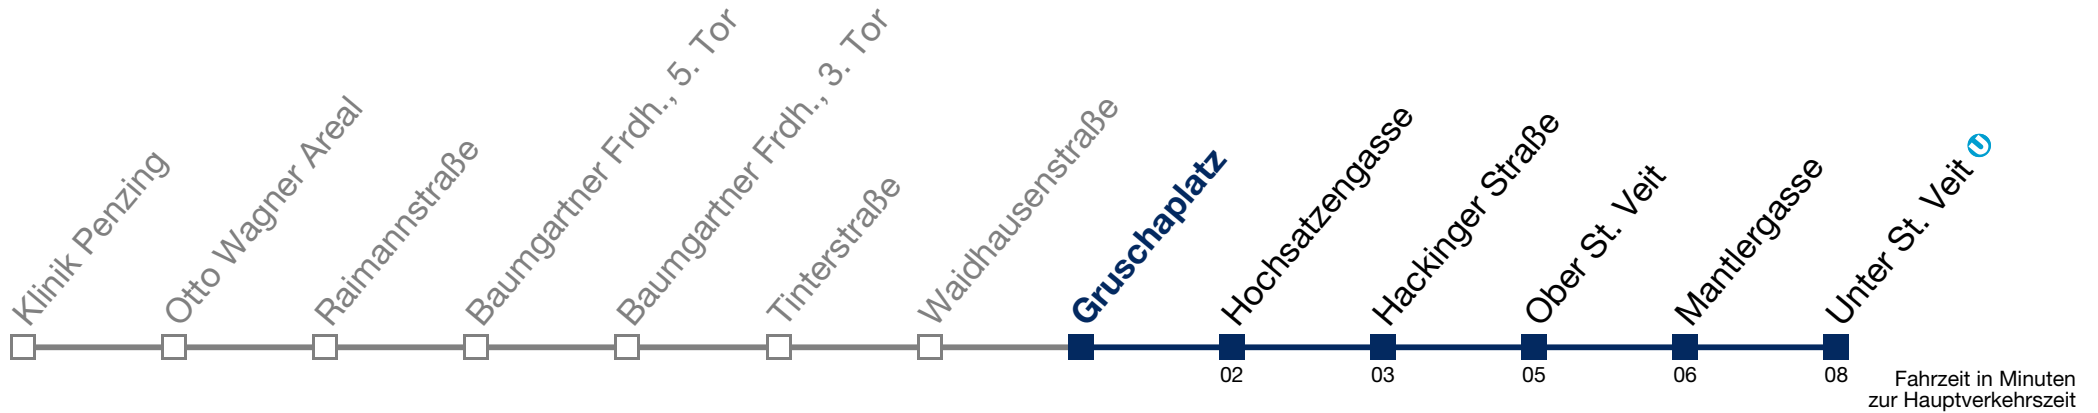 Klinik Penzing
Otto Wagner Areal
Raimannstraße
Baumgartner Frdh., 5. Tor
Baumgartner Frdh., 3. Tor
Tinterstraße
Waidhausenstraße
Gruschaplatz
Hochsatzengasse
Hackinger Straße
Ober St. Veit
Mantlergasse
Unter St. Veit U
02
03
05
06
08
Fahrzeit in Minuten
zur Hauptverkehrszeit